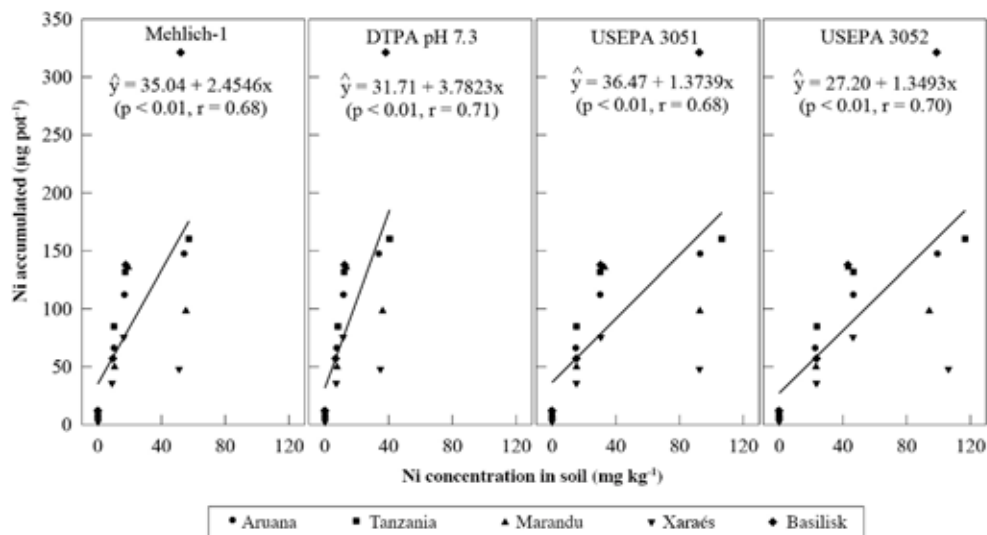 Mehlich-1
ŷ = 35.04 + 2.4546x
(p < 0.01, r = 0.68)
DTPA pH 7.3
ŷ = 31.71 + 3.7823x
(p < 0.01, r = 0.71)
USEPA 3051
ŷ = 36.47 + 1.3739x
(p < 0.01, r = 0.68)
USEPA 3052
ŷ = 27.20 + 1.3493x
(p < 0.01, r = 0.70)
Ni accumulated (µg pot⁻¹)
350
300
250
200
150
100
50
0
0 40 80 120 0 40 80 120 0 40 80 120 0 40 80 120
Ni concentration in soil (mg kg⁻¹)
Aruana Tanzania Marandu Xaraés Basilisk